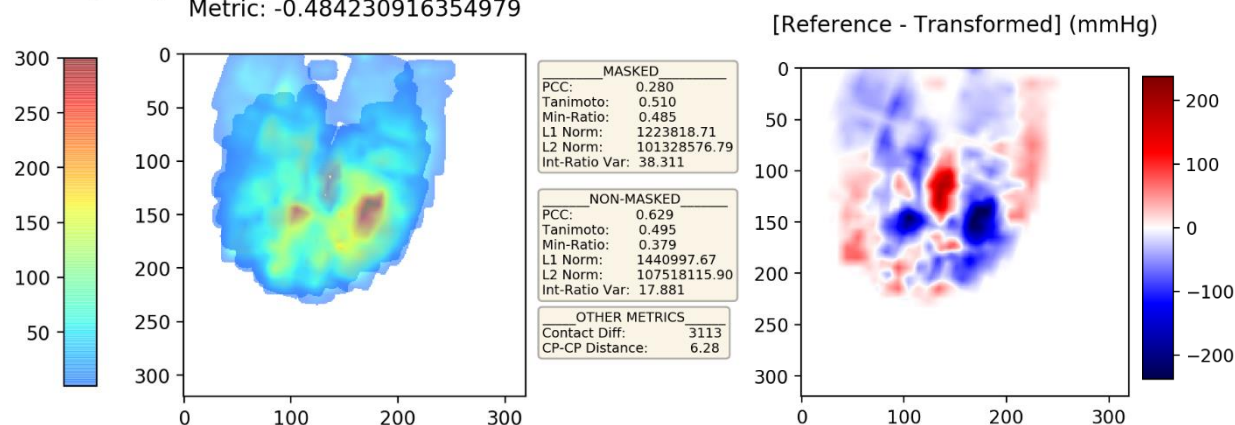 Metric: -0.484230916354979
300
250
200
150
100
50
0
50
100
150
200
250
300
0
100
200
300
________MASKED_________
PCC: 0.280
Tanimoto: 0.510
Min-Ratio: 0.485
L1 Norm: 1223818.71
L2 Norm: 101328576.79
Int-Ratio Var: 38.311
______NON-MASKED______
PCC: 0.629
Tanimoto: 0.495
Min-Ratio: 0.379
L1 Norm: 1440997.67
L2 Norm: 107518115.90
Int-Ratio Var: 17.881
_____OTHER METRICS______
Contact Diff: 3113
CP-CP Distance: 6.28
[Reference - Transformed] (mmHg)
0
50
100
150
200
250
300
0
100
200
300
200
100
0
−100
−200